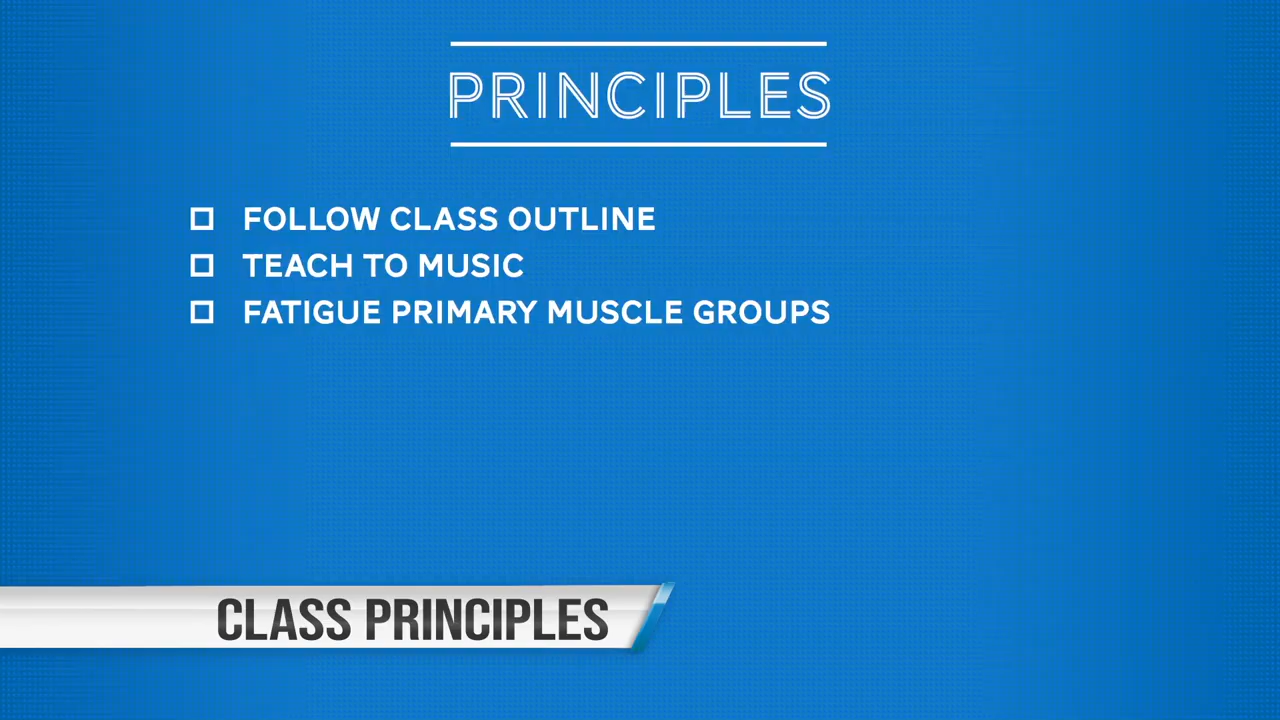 PRINCIPLES
FOLLOW CLASS OUTLINE
TEACH TO MUSIC
FATIGUE PRIMARY MUSCLE GROUPS
CLASS PRINCIPLES